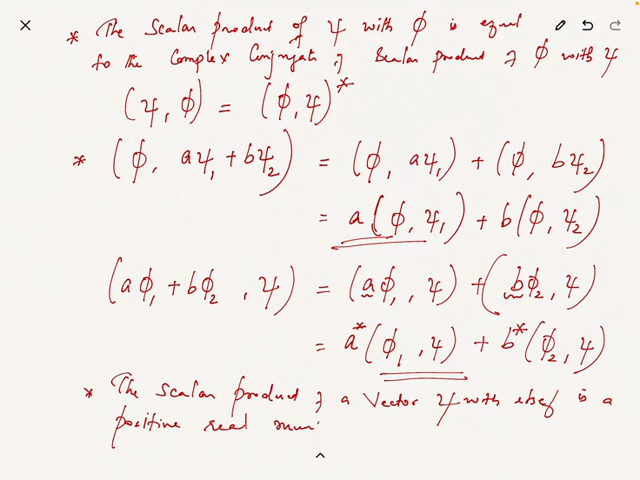 * The Scalar product of ψ with ϕ is equal
to the Complex Conjugate of Scalar product of ϕ with ψ
(ψ, ϕ) = (ϕ, ψ)*
* (ϕ, aψ₁ + bψ₂) = (ϕ, aψ₁) + (ϕ, bψ₂)
= a(ϕ, ψ₁) + b(ϕ, ψ₂)
(aϕ₁ + bϕ₂, ψ) = (aϕ₁, ψ) + (bϕ₂, ψ)
= a*(ϕ₁, ψ) + b*(ϕ₂, ψ)
* The Scalar product of a Vector ψ with itself is a
positive real